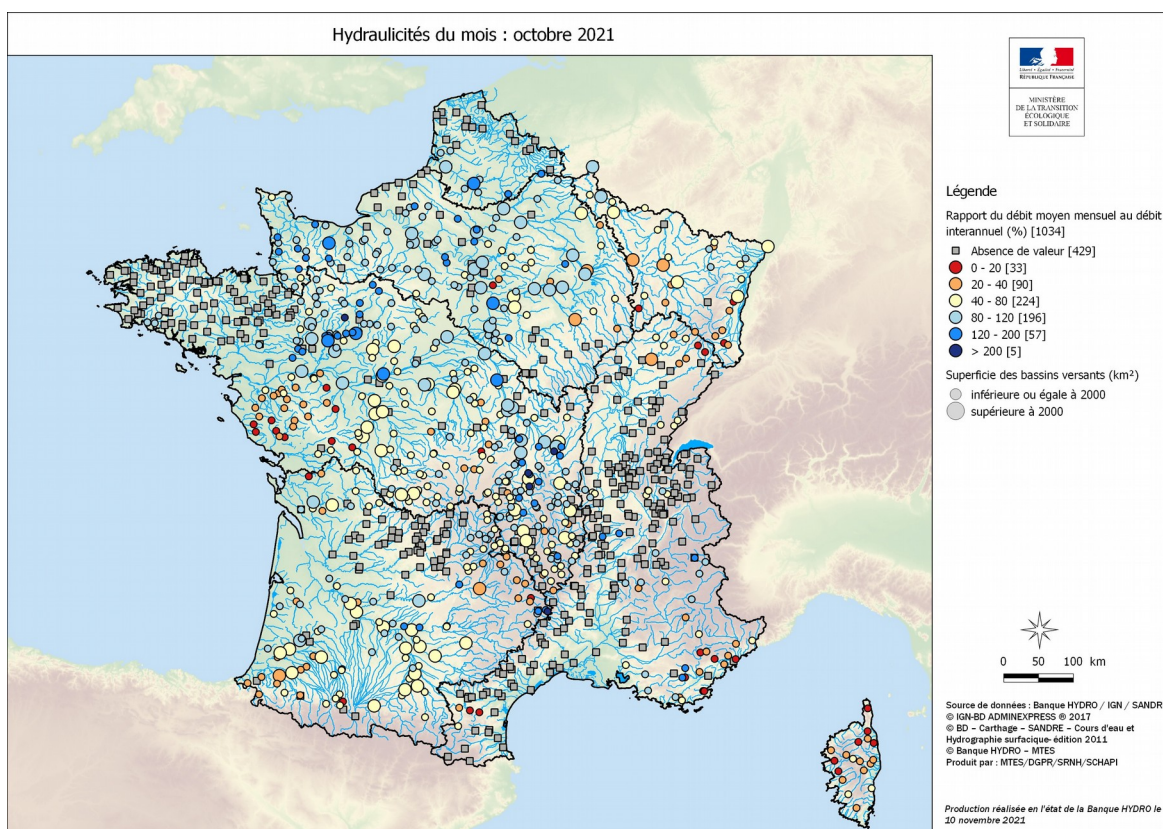 Hydraulicités du mois : octobre 2021
Liberté • Égalité • Fraternité
RÉPUBLIQUE FRANÇAISE
MINISTÈRE
DE LA TRANSITION
ÉCOLOGIQUE
ET SOLIDAIRE
Légende
Rapport du débit moyen mensuel au débit
interannuel (%) [1034]
Absence de valeur [429]
0 - 20 [33]
20 - 40 [90]
40 - 80 [224]
80 - 120 [196]
120 - 200 [57]
> 200 [5]
Superficie des bassins versants (km²)
inférieure ou égale à 2000
supérieure à 2000
0 50 100 km
Source de données : Banque HYDRO / IGN / SANDRE
© IGN-BD ADMINEXPRESS ® 2017
© BD – Carthage – SANDRE – Cours d'eau et
Hydrographie surfacique- édition 2011
© Banque HYDRO – MTES
Produit par : MTES/DGPR/SRNH/SCHAPI
Production réalisée en l'état de la Banque HYDRO le
10 novembre 2021